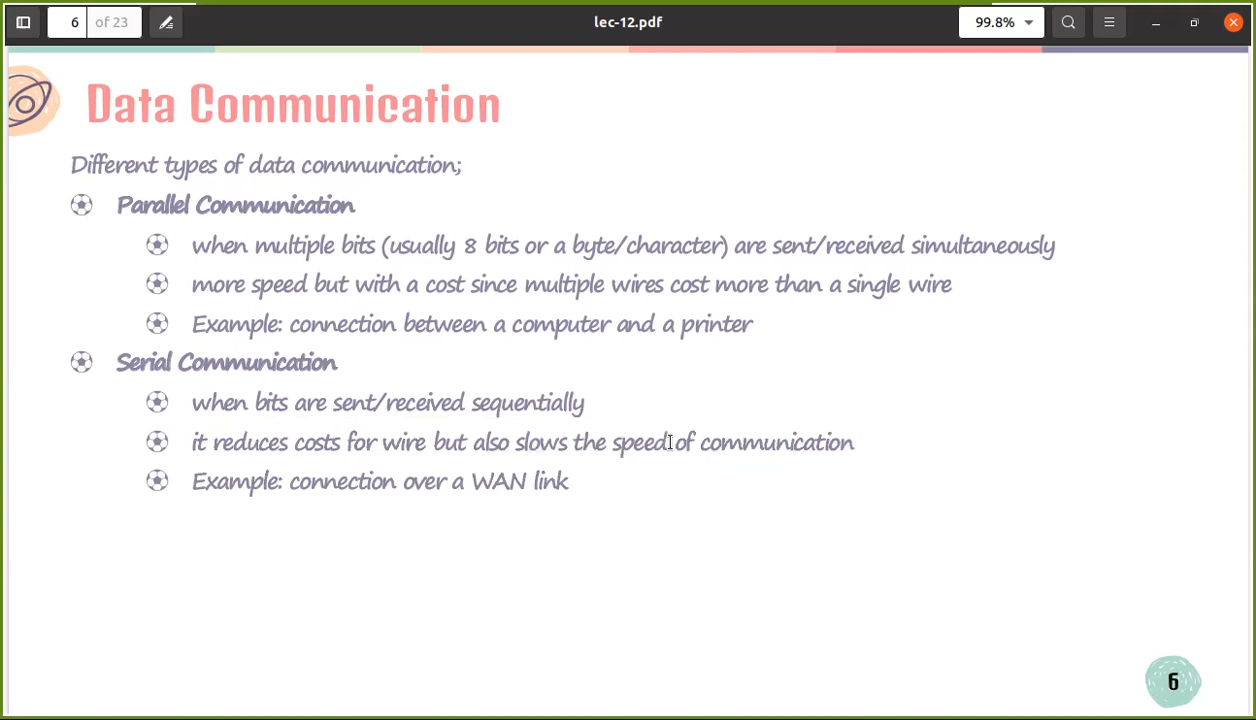 6 of 23
lec-12.pdf
99.8%
Data Communication
Different types of data communication;
Parallel Communication
when multiple bits (usually 8 bits or a byte/character) are sent/received simultaneously
more speed but with a cost since multiple wires cost more than a single wire
Example: connection between a computer and a printer
Serial Communication
when bits are sent/received sequentially
it reduces costs for wire but also slows the speed of communication
Example: connection over a WAN link
6